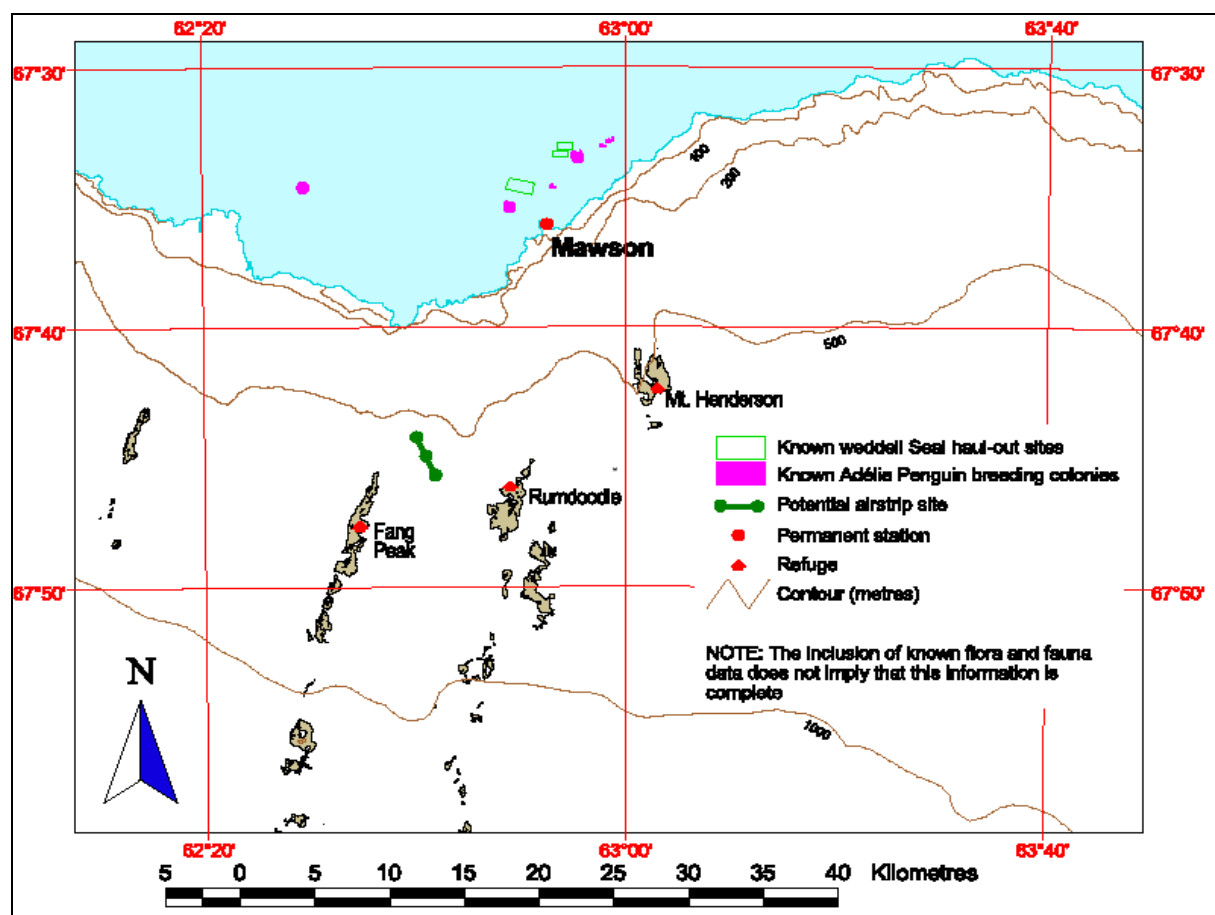 62°20' 63°00' 63°40'
67°30' 67°30'
100
200
Mawson
67°40' 67°40'
500
Mt. Henderson
Known weddell Seal haul-out sites
Known Adélie Penguin breeding colonies
Rumdoodle
Potential airstrip site
Fang
Peak
Permanent station
Refuge
67°50' 67°50'
Contour (metres)
NOTE: The inclusion of known flora and fauna
data does not imply that this information is
complete
N
1000
62°20' 63°00' 63°40'
5 0 5 10 15 20 25 30 35 40 Kilometres